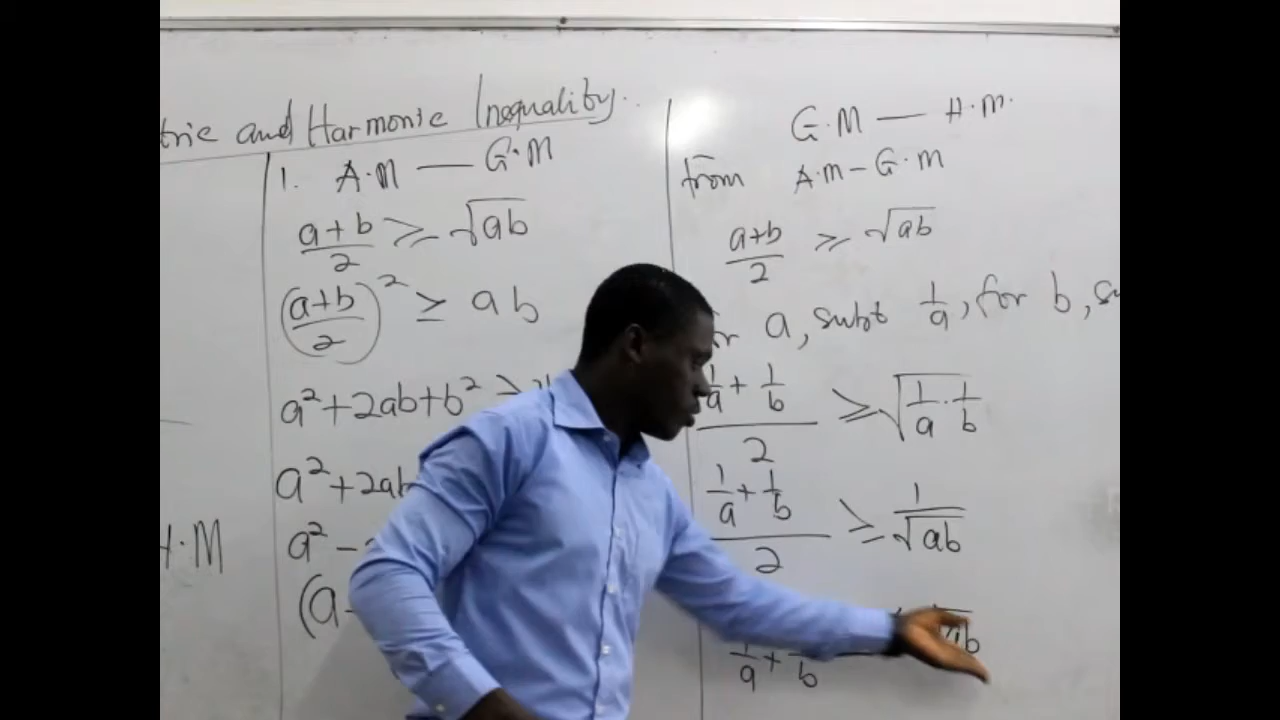 and Harmonic Inequality..
1. A.M — G.M
a+b/2 ≥ √ab
(a+b/2)² ≥ ab
a²+2ab+b² ≥
a²+2ab
a² -
(a-
.M
G.M — H.M.
from A.M – G.M
a+b/2 ≥ √ab
a, subt 1/a, for b,
1/a + 1/b / 2 ≥ √1/a · 1/b
1/a + 1/b / 2 ≥ 1/√ab
1/a + 1/b
ab